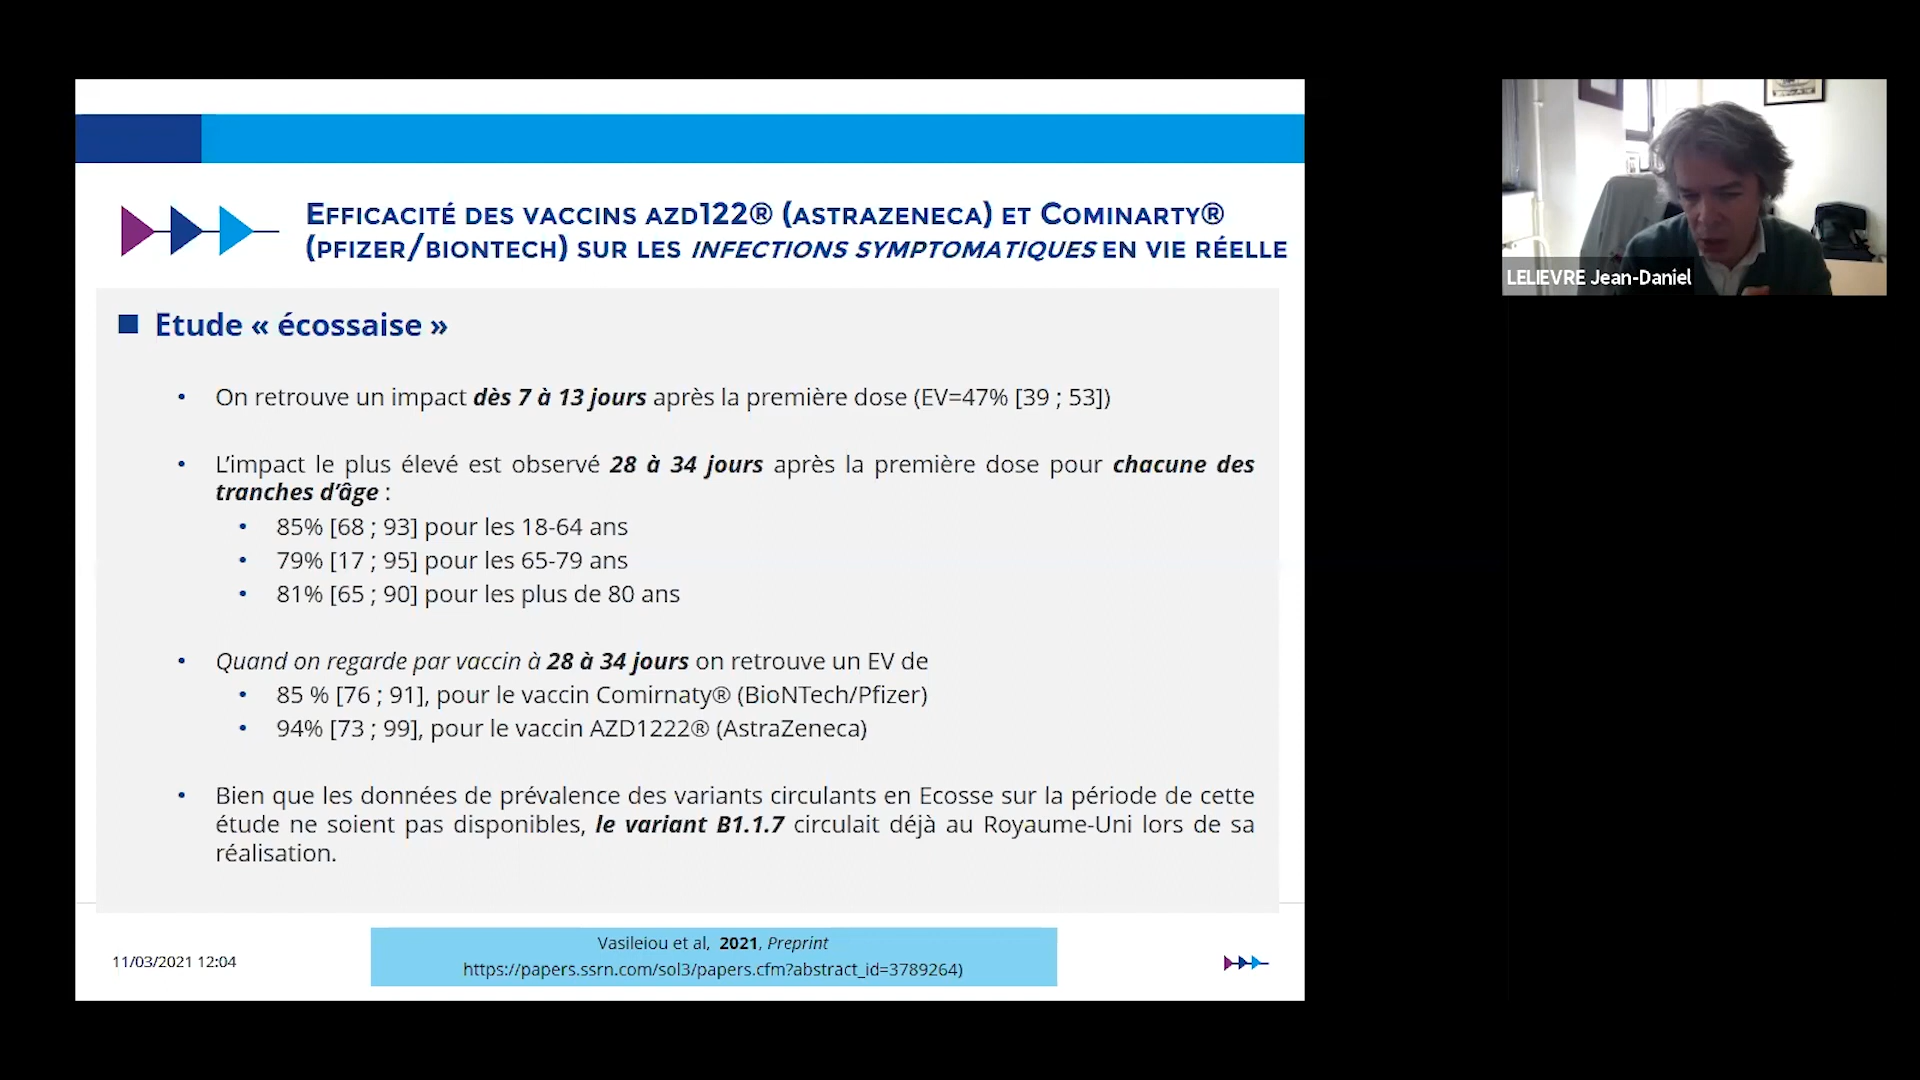 EFFICACITÉ DES VACCINS AZD122® (ASTRAZENECA) ET COMINARTY®
(PFIZER/BIONTECH) SUR LES INFECTIONS SYMPTOMATIQUES EN VIE RÉELLE
Etude « écossaise »
• On retrouve un impact dès 7 à 13 jours après la première dose (EV=47% [39 ; 53])
• L'impact le plus élevé est observé 28 à 34 jours après la première dose pour chacune des
tranches d'âge :
• 85% [68 ; 93] pour les 18-64 ans
• 79% [17 ; 95] pour les 65-79 ans
• 81% [65 ; 90] pour les plus de 80 ans
• Quand on regarde par vaccin à 28 à 34 jours on retrouve un EV de
• 85 % [76 ; 91], pour le vaccin Comirnaty® (BioNTech/Pfizer)
• 94% [73 ; 99], pour le vaccin AZD1222® (AstraZeneca)
• Bien que les données de prévalence des variants circulants en Ecosse sur la période de cette
étude ne soient pas disponibles, le variant B1.1.7 circulait déjà au Royaume-Uni lors de sa
réalisation.
11/03/2021 12:04
Vasileiou et al, 2021, Preprint
https://papers.ssrn.com/sol3/papers.cfm?abstract_id=3789264)
LELIEVRE Jean-Daniel